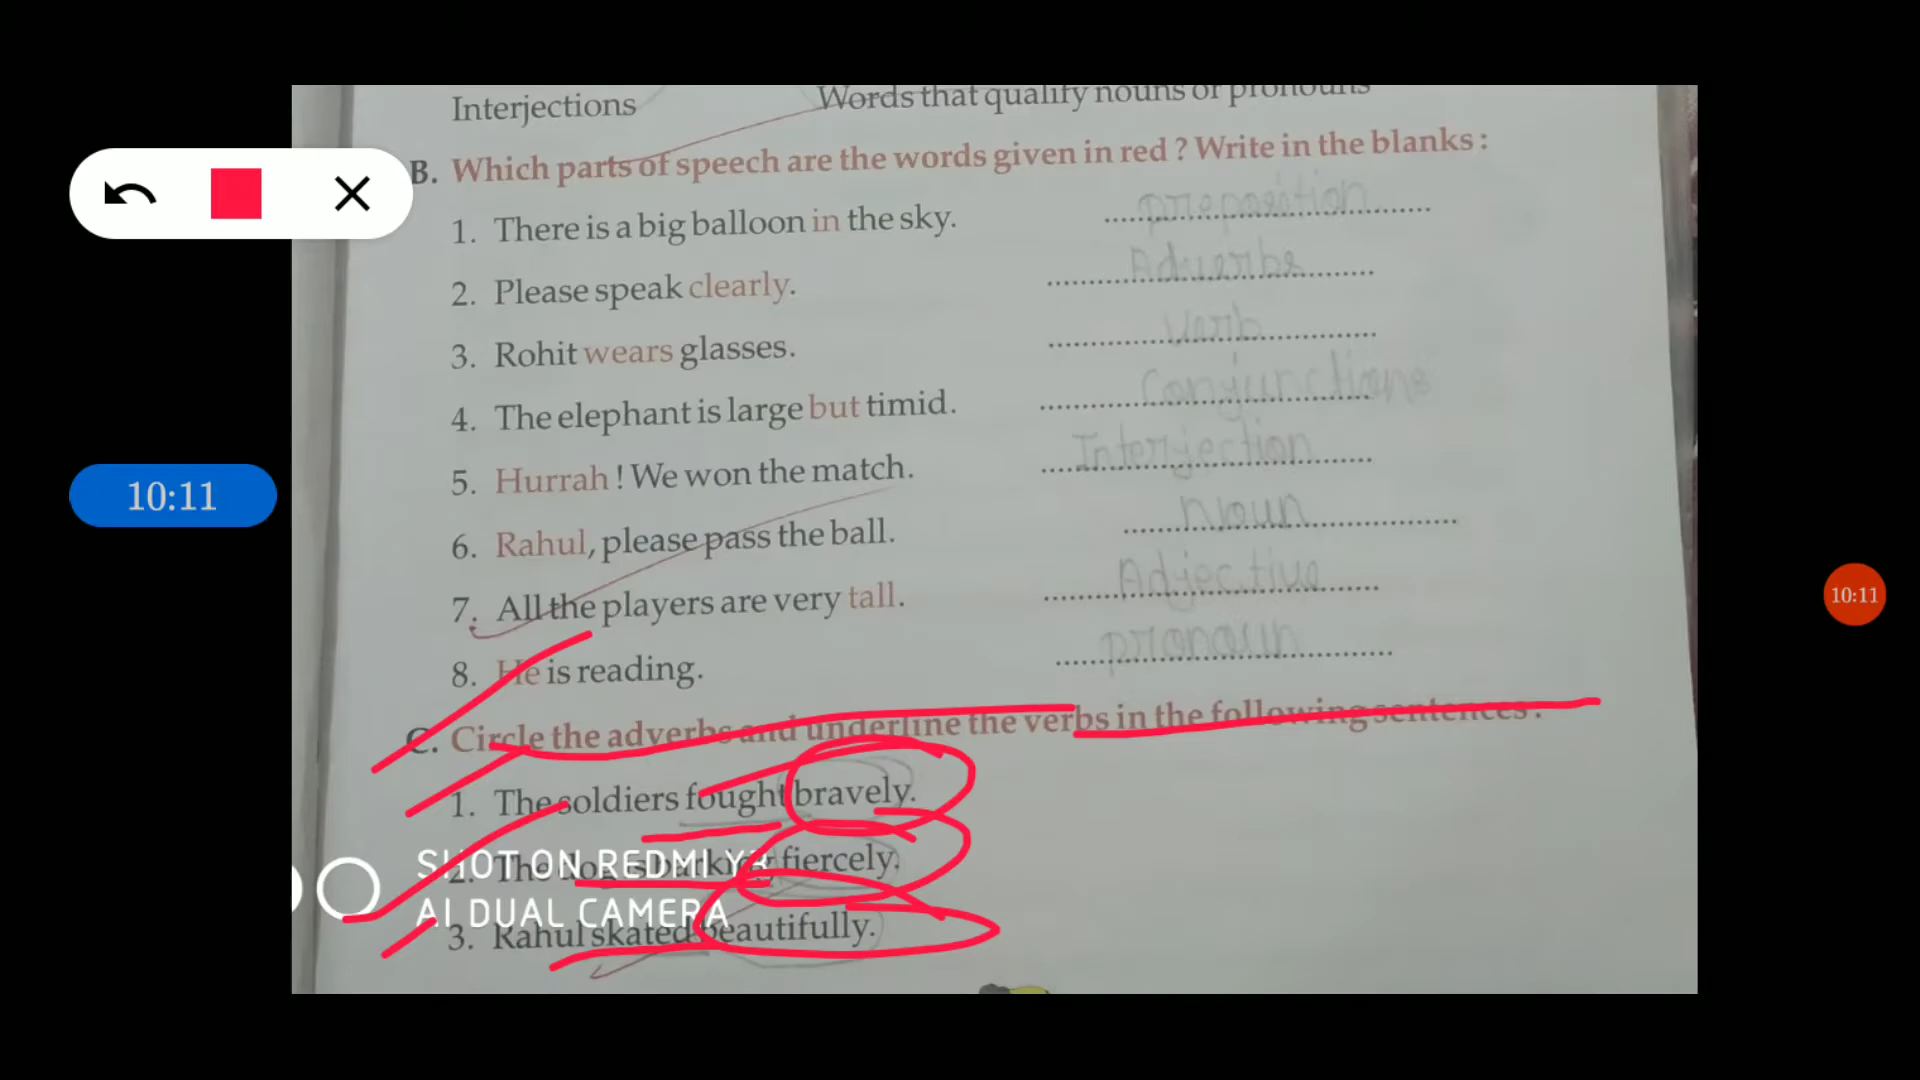 Interjections Words that qualify nouns or pronouns
B. Which parts of speech are the words given in red ? Write in the blanks :
1. There is a big balloon in the sky. preposition
2. Please speak clearly. Adverbs
3. Rohit wears glasses. Verb
4. The elephant is large but timid. Conjunctions
5. Hurrah ! We won the match. Interjection
6. Rahul, please pass the ball. Noun
7. All the players are very tall. Adjective
8. He is reading. pronoun
C. Circle the adverbs and underline the verbs in the following sentences :
1. The soldiers fought bravely.
2. The dog is barking fiercely.
SHOT ON REDMI Y3
AI DUAL CAMERA
3. Rahul skated beautifully.
10:11
10:11